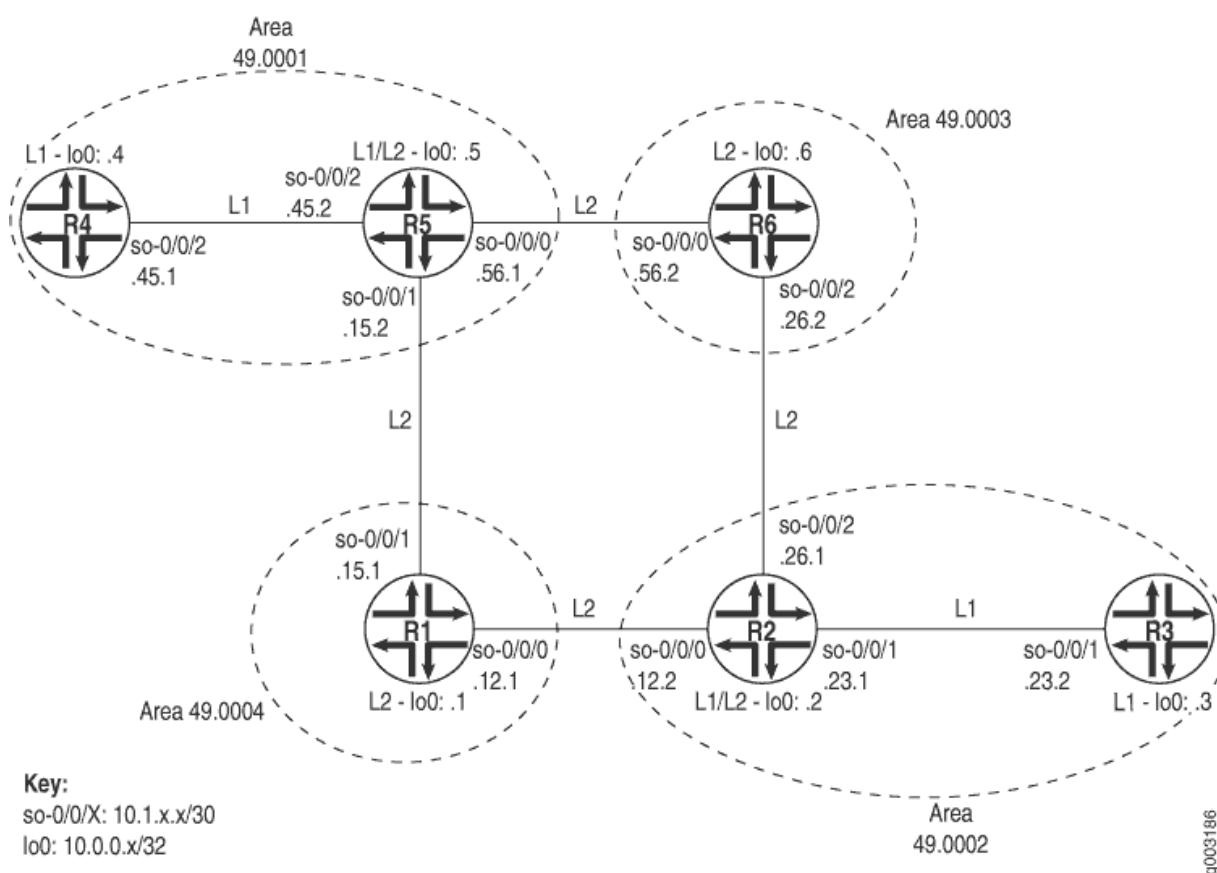 Area
49.0001
Area 49.0003
L1 - lo0: .4
L1/L2 - lo0: .5
L2 - lo0: .6
so-0/0/2
.45.2
R4
L1
R5
L2
R6
so-0/0/2
.45.1
so-0/0/0
.56.1
so-0/0/0
.56.2
so-0/0/1
.15.2
so-0/0/2
.26.2
L2
L2
so-0/0/1
.15.1
so-0/0/2
.26.1
R1
L2
R2
L1
R3
so-0/0/0
.12.1
so-0/0/0
.12.2
so-0/0/1
.23.1
so-0/0/1
.23.2
Area 49.0004
L2 - lo0: .1
L1/L2 - lo0: .2
L1 - lo0: .3
Key:
so-0/0/X: 10.1.x.x/30
lo0: 10.0.0.x/32
Area
49.0002
g003186